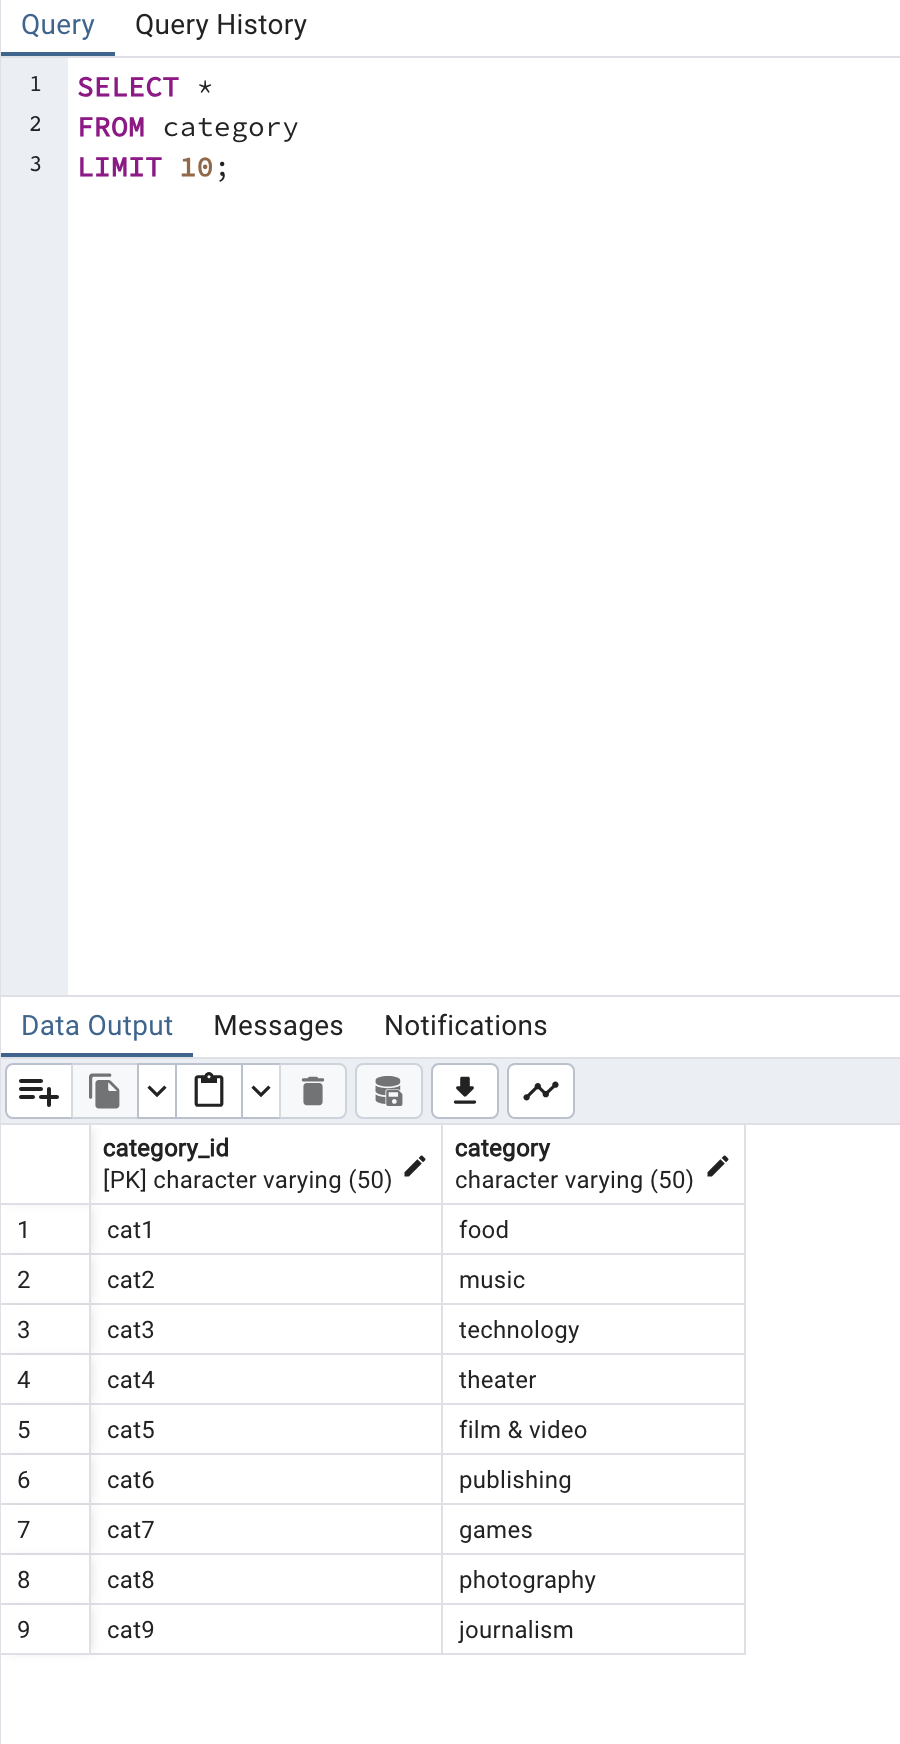 Query Query History
1 SELECT *
2 FROM category
3 LIMIT 10;
Data Output Messages Notifications
category_id category
[PK] character varying (50) character varying (50)
1 cat1 food
2 cat2 music
3 cat3 technology
4 cat4 theater
5 cat5 film & video
6 cat6 publishing
7 cat7 games
8 cat8 photography
9 cat9 journalism